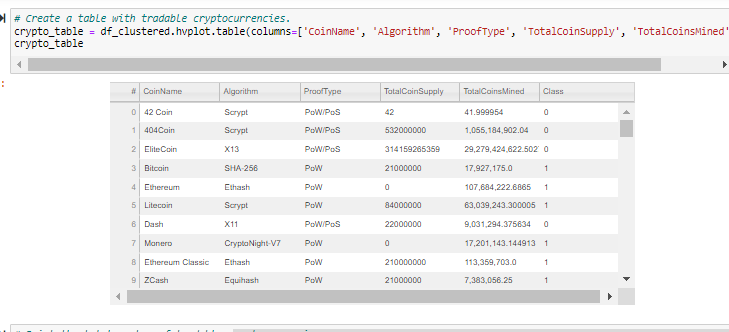 # Create a table with tradable cryptocurrencies.
crypto_table = df_clustered.hvplot.table(columns=['CoinName', 'Algorithm', 'ProofType', 'TotalCoinSupply', 'TotalCoinsMined'
crypto_table
# CoinName Algorithm ProofType TotalCoinSupply TotalCoinsMined Class
0 42 Coin Scrypt PoW/PoS 42 41.999954 0
1 404Coin Scrypt PoW/PoS 532000000 1,055,184,902.04 0
2 EliteCoin X13 PoW/PoS 314159265359 29,279,424,622.502 0
3 Bitcoin SHA-256 PoW 21000000 17,927,175.0 1
4 Ethereum Ethash PoW 0 107,684,222.6865 1
5 Litecoin Scrypt PoW 84000000 63,039,243.300005 1
6 Dash X11 PoW/PoS 22000000 9,031,294.375634 0
7 Monero CryptoNight-V7 PoW 0 17,201,143.144913 1
8 Ethereum Classic Ethash PoW 210000000 113,359,703.0 1
9 ZCash Equihash PoW 21000000 7,383,056.25 1